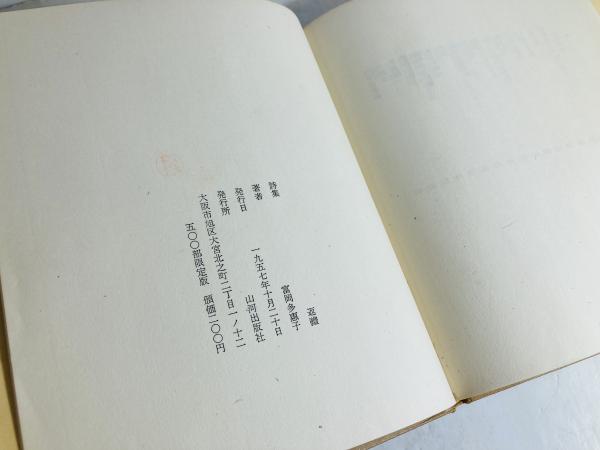 詩集 返禮
著者 富岡多惠子
発行日 一九五七年十月二十日
発行所 山河出版社
大阪市旭区大宮北之町二丁目一ノ十二
五〇〇部限定版 頒価二〇〇円